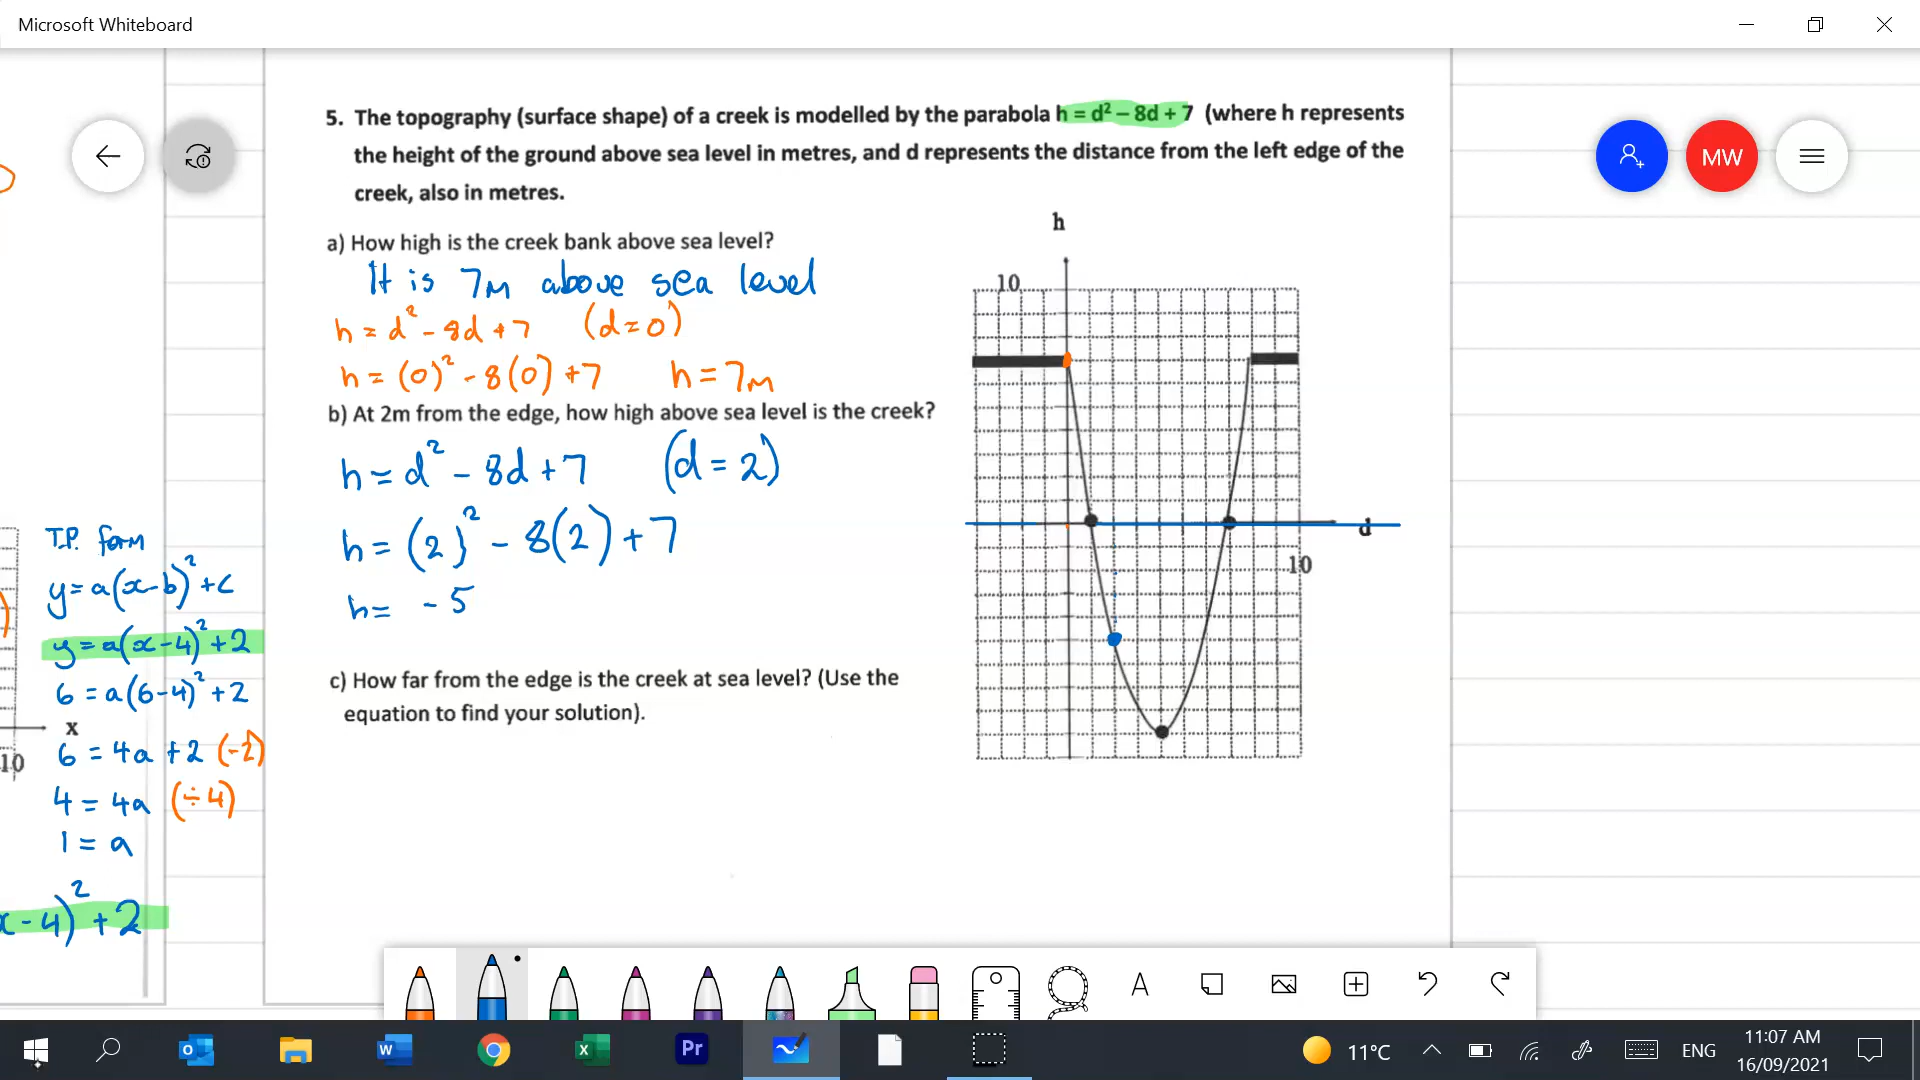 Microsoft Whiteboard
5. The topography (surface shape) of a creek is modelled by the parabola h = d² – 8d + 7 (where h represents
the height of the ground above sea level in metres, and d represents the distance from the left edge of the
creek, also in metres.
MW
a) How high is the creek bank above sea level?
It is 7m above sea level
h = d² - 8d + 7 (d=0)
h = (0)² - 8(0) + 7 h = 7m
b) At 2m from the edge, how high above sea level is the creek?
h = d² - 8d + 7 (d = 2)
h = (2)² - 8(2) + 7
h = - 5
c) How far from the edge is the creek at sea level? (Use the
equation to find your solution).
h
10
d
10
T.P. form
y = a(x-b)² + c
y = a(x-4)² + 2
6 = a(6-4)² + 2
x
10
6 = 4a + 2 (-2)
4 = 4a (÷4)
1 = a
x-4)² + 2
A
O
W
X
Pr
11°C
ENG
11:07 AM
16/09/2021